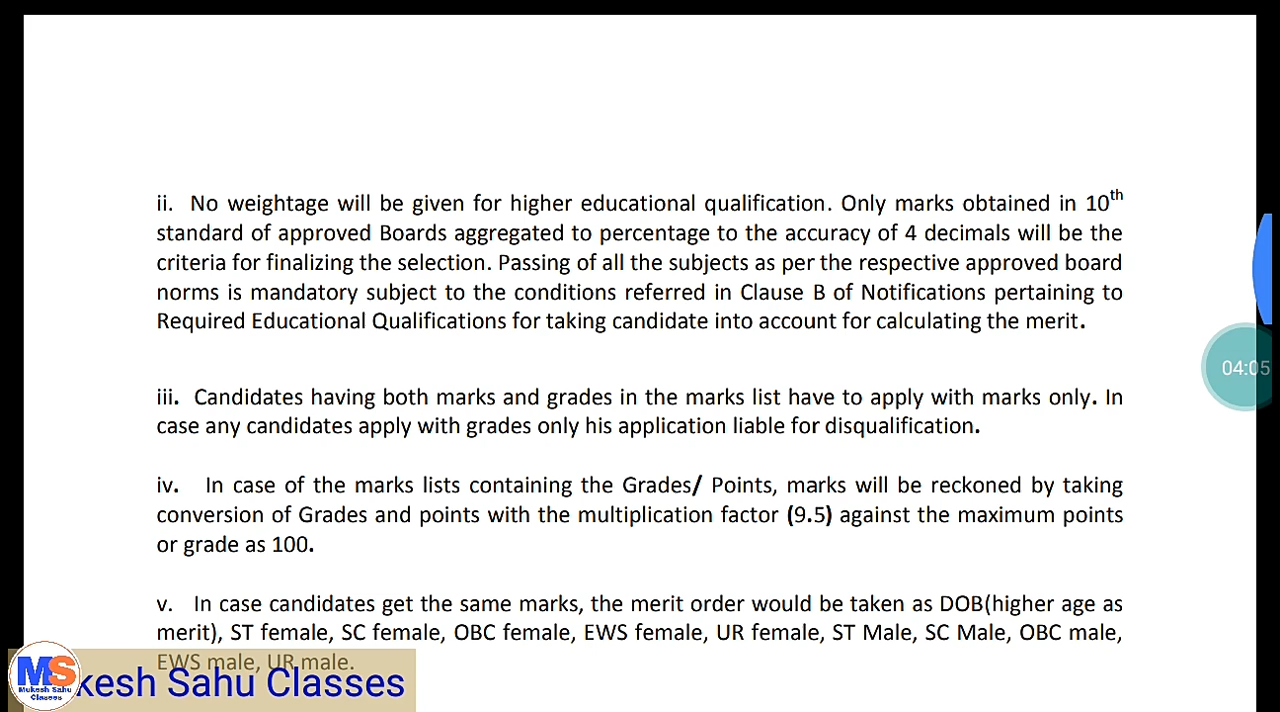 ii. No weightage will be given for higher educational qualification. Only marks obtained in 10th
standard of approved Boards aggregated to percentage to the accuracy of 4 decimals will be the
criteria for finalizing the selection. Passing of all the subjects as per the respective approved board
norms is mandatory subject to the conditions referred in Clause B of Notifications pertaining to
Required Educational Qualifications for taking candidate into account for calculating the merit.
iii. Candidates having both marks and grades in the marks list have to apply with marks only. In
case any candidates apply with grades only his application liable for disqualification.
04:05
iv. In case of the marks lists containing the Grades/ Points, marks will be reckoned by taking
conversion of Grades and points with the multiplication factor (9.5) against the maximum points
or grade as 100.
v. In case candidates get the same marks, the merit order would be taken as DOB(higher age as
merit), ST female, SC female, OBC female, EWS female, UR female, ST Male, SC Male, OBC male,
EWS male, UR male.
MS
Mukesh Sahu
Classes
kesh Sahu Classes